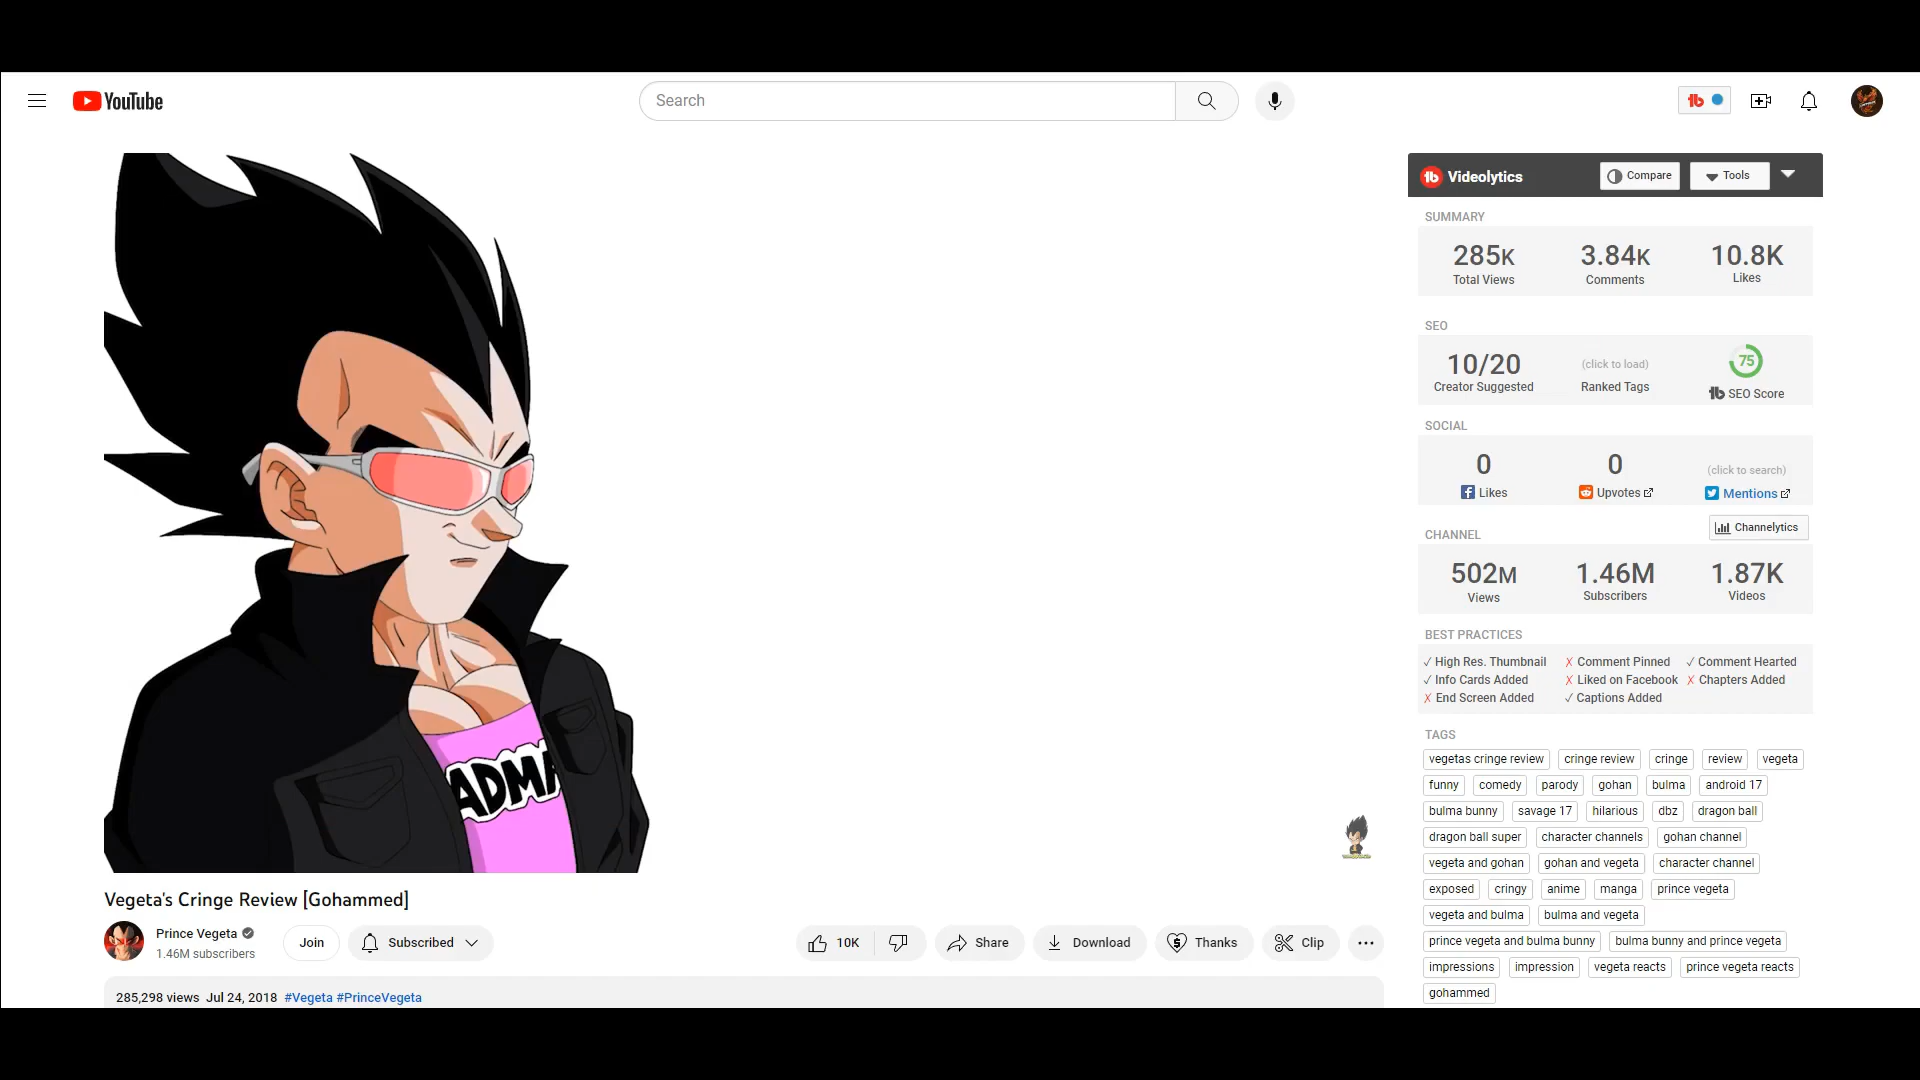 YouTube
Search
ADMA
Vegeta's Cringe Review [Gohammed]
Prince Vegeta
1.46M subscribers
Join
Subscribed
10K
Share
Download
Thanks
Clip
285,298 views Jul 24, 2018 #Vegeta #PrinceVegeta
Videolytics
Compare
Tools
SUMMARY
285K 3.84K 10.8K
Total Views Comments Likes
SEO
10/20 (click to load) 75
Creator Suggested Ranked Tags tb SEO Score
SOCIAL
0 0 (click to search)
Likes Upvotes Mentions
CHANNEL Channelytics
502M 1.46M 1.87K
Views Subscribers Videos
BEST PRACTICES
✓ High Res. Thumbnail ✗ Comment Pinned ✓ Comment Hearted
✓ Info Cards Added ✗ Liked on Facebook ✗ Chapters Added
✗ End Screen Added ✓ Captions Added
TAGS
vegetas cringe review cringe review cringe review vegeta
funny comedy parody gohan bulma android 17
bulma bunny savage 17 hilarious dbz dragon ball
dragon ball super character channels gohan channel
vegeta and gohan gohan and vegeta character channel
exposed cringy anime manga prince vegeta
vegeta and bulma bulma and vegeta
prince vegeta and bulma bunny bulma bunny and prince vegeta
impressions impression vegeta reacts prince vegeta reacts
gohammed